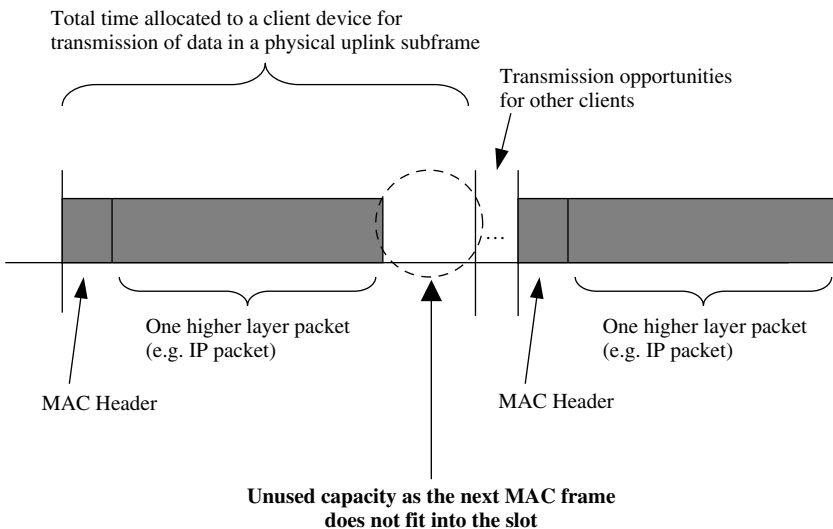 Total time allocated to a client device for
transmission of data in a physical uplink subframe
Transmission opportunities
for other clients
...
One higher layer packet
(e.g. IP packet)
One higher layer packet
(e.g. IP packet)
MAC Header
MAC Header
Unused capacity as the next MAC frame
does not fit into the slot